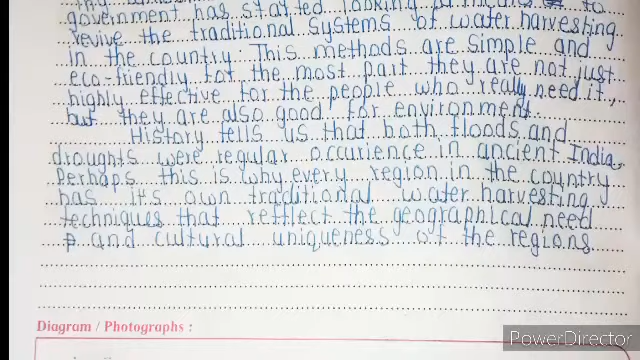 government has started looking to
revive the traditional systems of water harvesting
in the country. This methods are simple and
eco-friendly for the most part they are not just
highly effective for the people who really need it,
but they are also good for environment.
History tells us that both floods and
droughts were regular occurience in ancient India,
Perhaps this is why every region in the country
has it's own traditional water harvesting
techniques that refflect the geographical need
and cultural uniqueness of the regions.
Diagram / Photographs :
PowerDirector